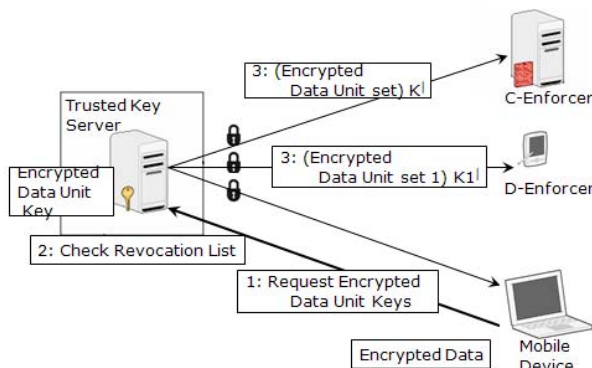 3: (Encrypted
Data Unit set) K|
C-Enforcer
Trusted Key
Server
3: (Encrypted
Data Unit set 1) K1|
D-Enforcer
Encrypted
Data Unit
Key
2: Check Revocation List
1: Request Encrypted
Data Unit Keys
Encrypted Data
Mobile
Device